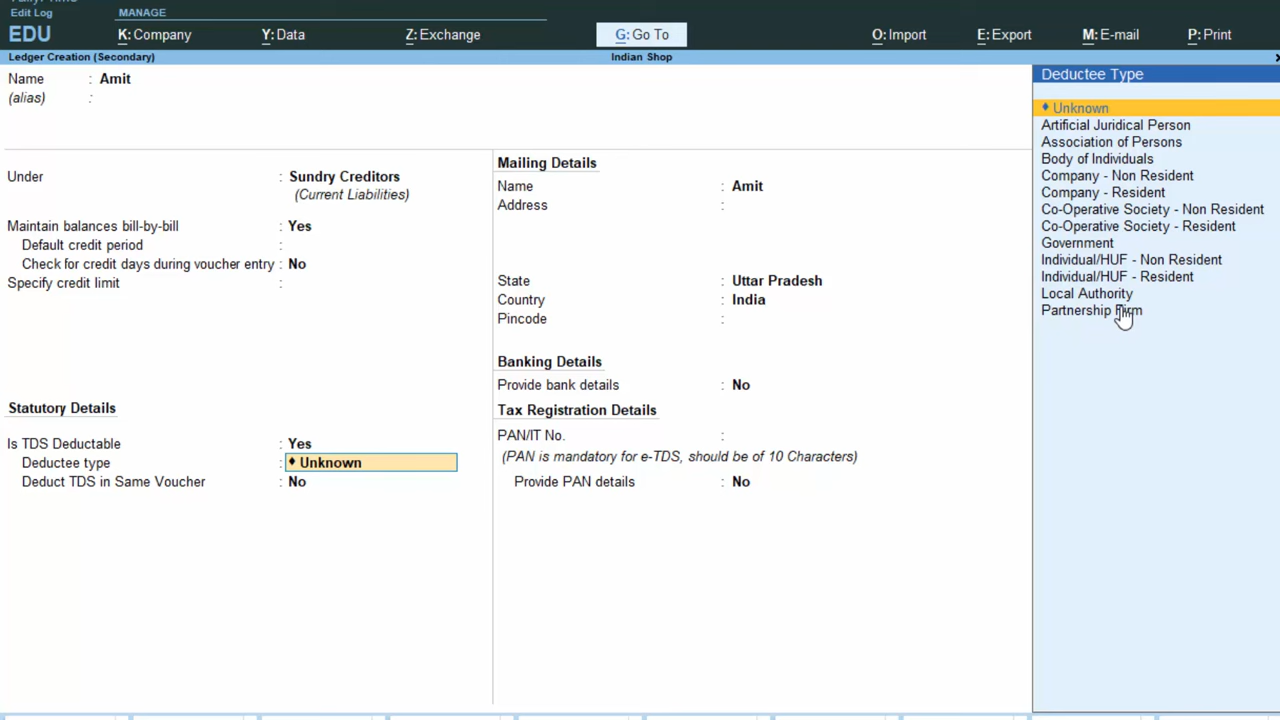 Edit Log
MANAGE
EDU
K: Company
Y: Data
Z: Exchange
G: Go To
O: Import
E: Export
M: E-mail
P: Print
Ledger Creation (Secondary)
Indian Shop
Name : Amit
(alias) :
Under : Sundry Creditors
(Current Liabilities)
Maintain balances bill-by-bill : Yes
Default credit period :
Check for credit days during voucher entry : No
Specify credit limit :
Statutory Details
Is TDS Deductable : Yes
Deductee type : ♦ Unknown
Deduct TDS in Same Voucher : No
Mailing Details
Name : Amit
Address :
State : Uttar Pradesh
Country : India
Pincode :
Banking Details
Provide bank details : No
Tax Registration Details
PAN/IT No. :
(PAN is mandatory for e-TDS, should be of 10 Characters)
Provide PAN details : No
Deductee Type
♦ Unknown
Artificial Juridical Person
Association of Persons
Body of Individuals
Company - Non Resident
Company - Resident
Co-Operative Society - Non Resident
Co-Operative Society - Resident
Government
Individual/HUF - Non Resident
Individual/HUF - Resident
Local Authority
Partnership Firm